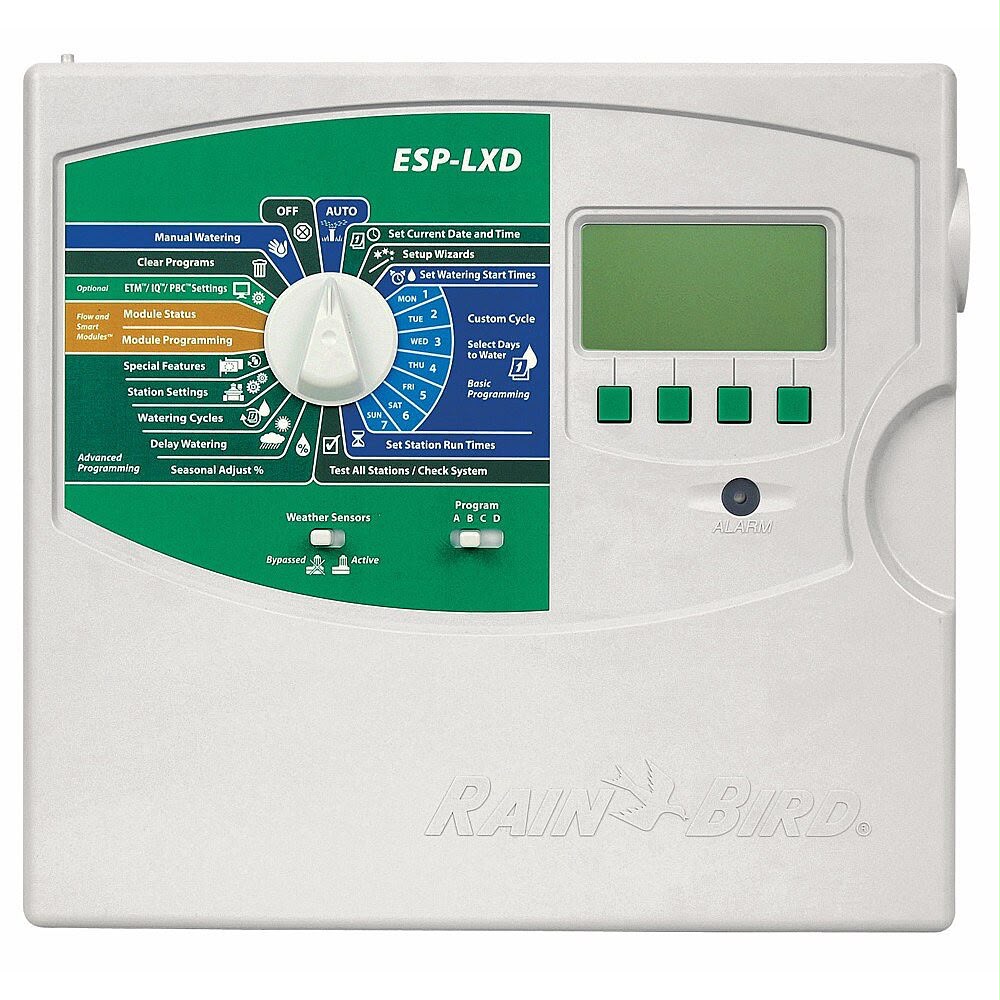 ESP-LXD
OFF
AUTO
Manual Watering
Clear Programs
Optional
ETM™/ IQ™/ PBC™ Settings
Flow and
Smart
Modules™
Module Status
Module Programming
Special Features
Station Settings
Watering Cycles
Delay Watering
Advanced
Programming
Seasonal Adjust %
%
1
Set Current Date and Time
Setup Wizards
Set Watering Start Times
MON 1
TUE 2
WED 3
THU 4
FRI 5
SAT 6
SUN 7
Custom Cycle
Select Days
to Water
1
Basic
Programming
Set Station Run Times
Test All Stations / Check System
Weather Sensors
Bypassed
Active
Program
A B C D
ALARM
RAIN BIRD®